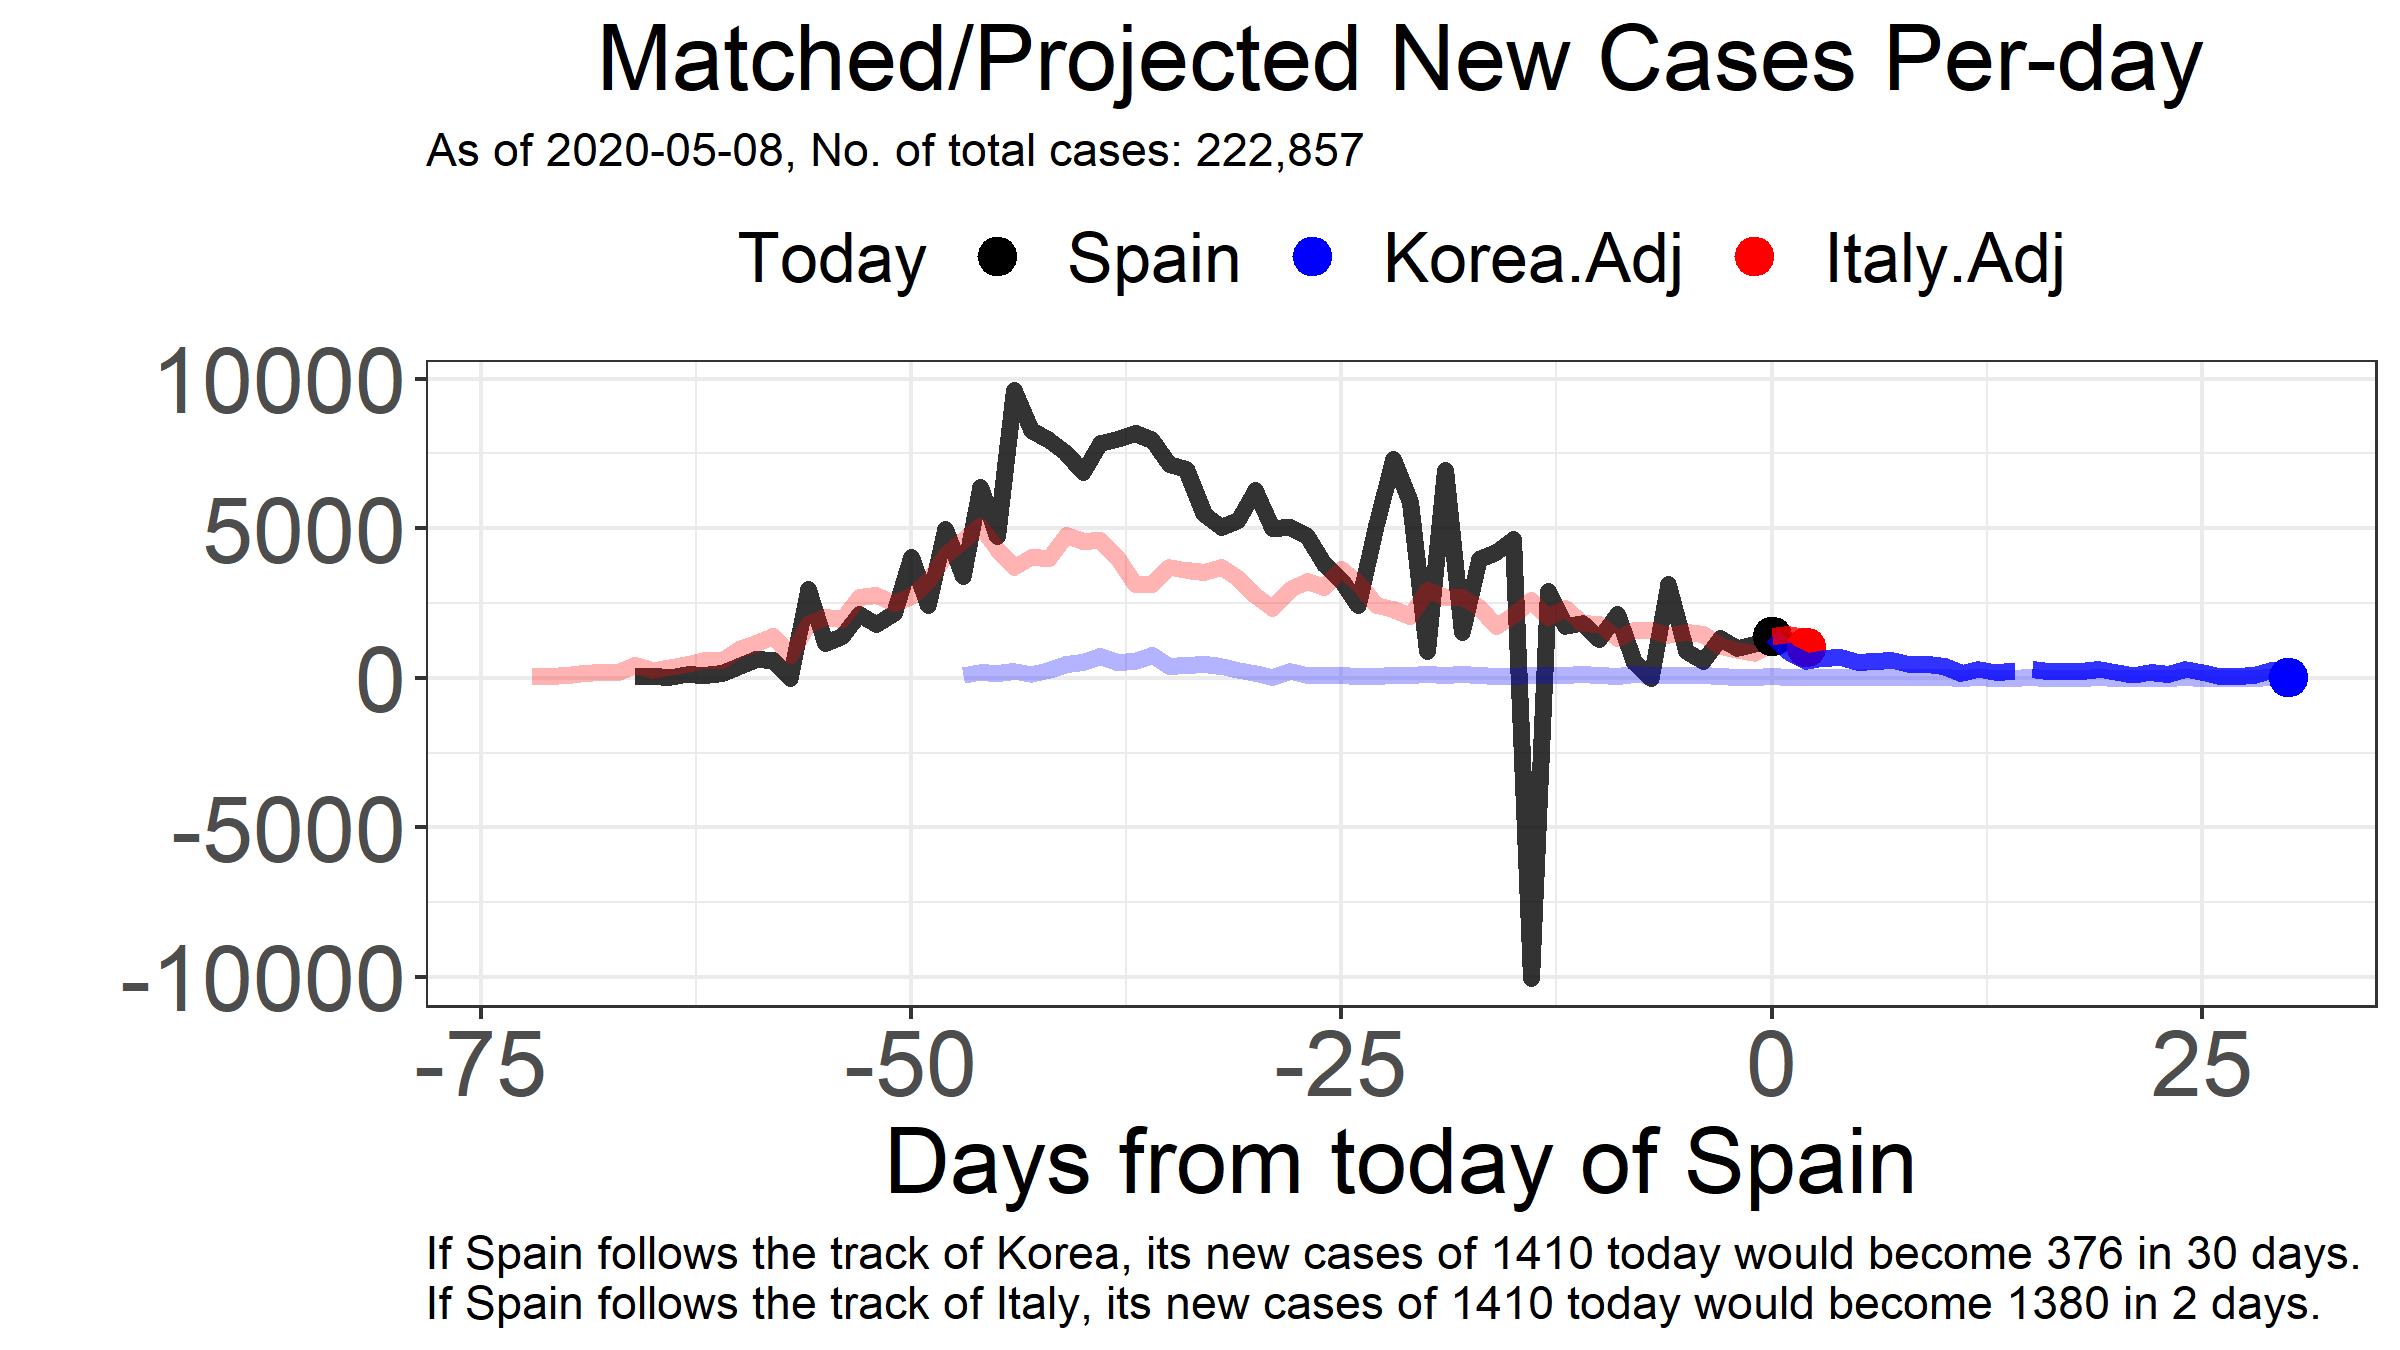 Matched/Projected New Cases Per-day
As of 2020-05-08, No. of total cases: 222,857
Today Spain Korea.Adj Italy.Adj
10000
5000
0
-5000
-10000
-75 -50 -25 0 25
Days from today of Spain
If Spain follows the track of Korea, its new cases of 1410 today would become 376 in 30 days.
If Spain follows the track of Italy, its new cases of 1410 today would become 1380 in 2 days.